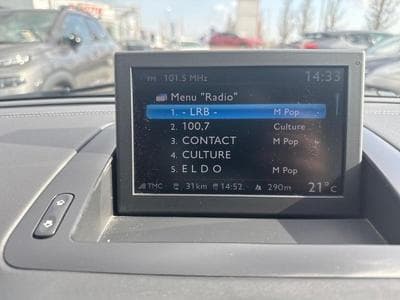 FM 101.5 MHz 14:33
Menu "Radio"
1. - LRB - M Pop
2. 100.7 Culture
3. CONTACT M Pop
4. CULTURE
5. E L D O M Pop
TMC 31km 14:52. 290m 21°C